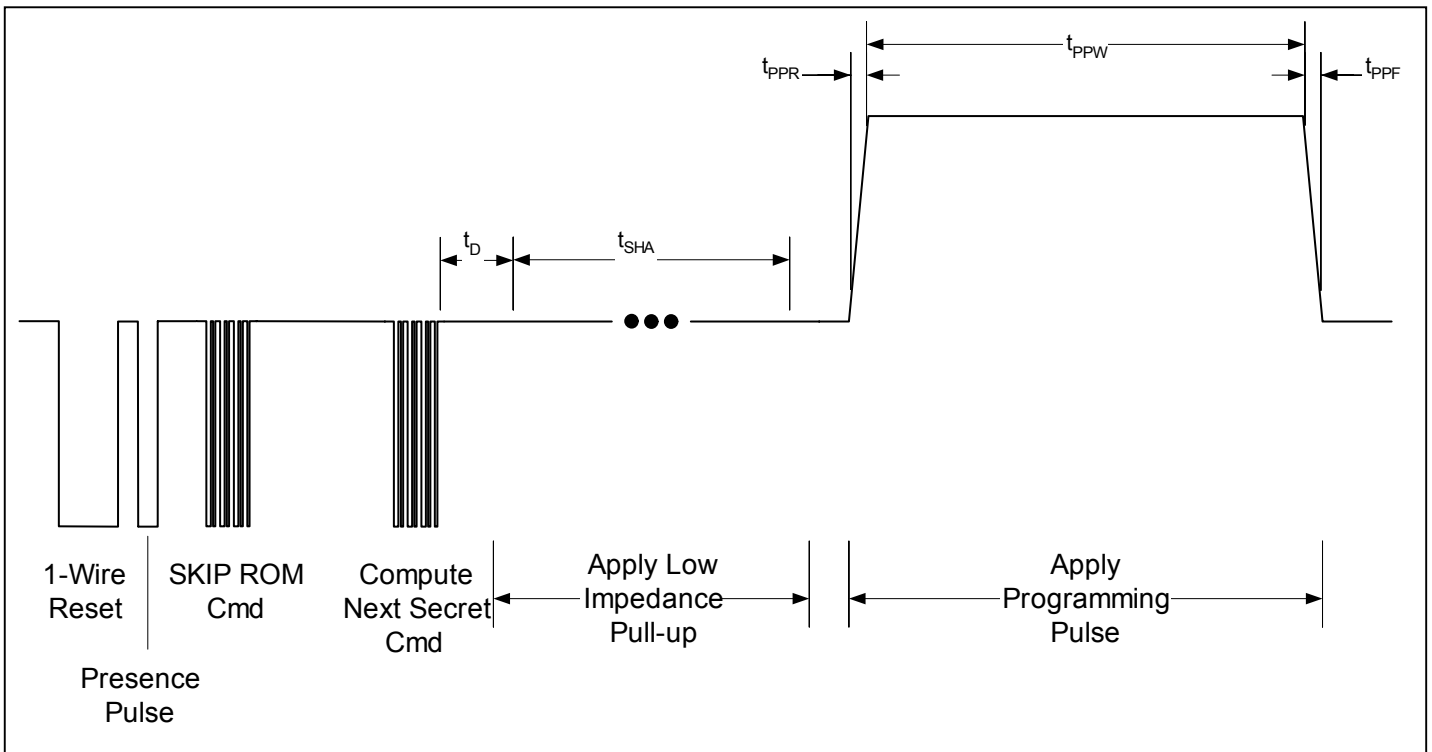 tPPW
tPPR
tPPF
tD
tSHA
1-Wire
Reset
SKIP ROM
Cmd
Compute
Next Secret
Cmd
Apply Low
Impedance
Pull-up
Apply
Programming
Pulse
Presence
Pulse